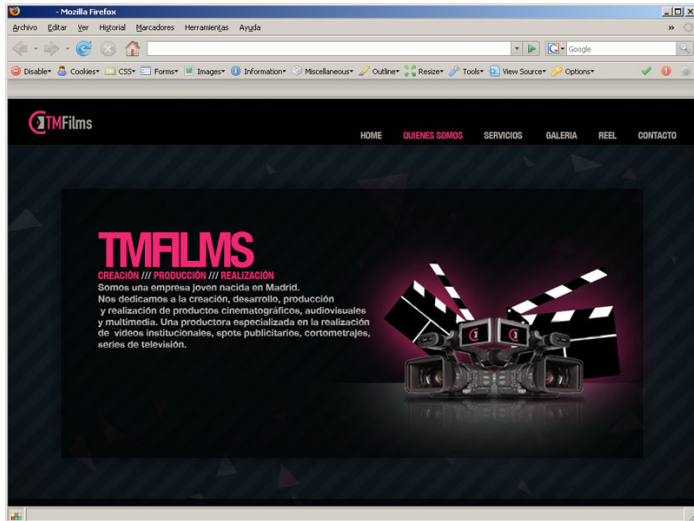 - Mozilla Firefox
Archivo Editar Ver Historial Marcadores Herramientas Ayuda
Google
Disable Cookies CSS Forms Images Information Miscellaneous Outline Resize Tools View Source Options
TMFilms
HOME QUIENES SOMOS SERVICIOS GALERIA REEL CONTACTO
TMFILMS
CREACIÓN /// PRODUCCIÓN /// REALIZACIÓN
Somos una empresa joven nacida en Madrid.
Nos dedicamos a la creación, desarrollo, producción
y realización de productos cinematográficos, audiovisuales
y multimedia. Una productora especializada en la realización
de videos institucionales, spots publicitarios, cortometrajes,
series de televisión.